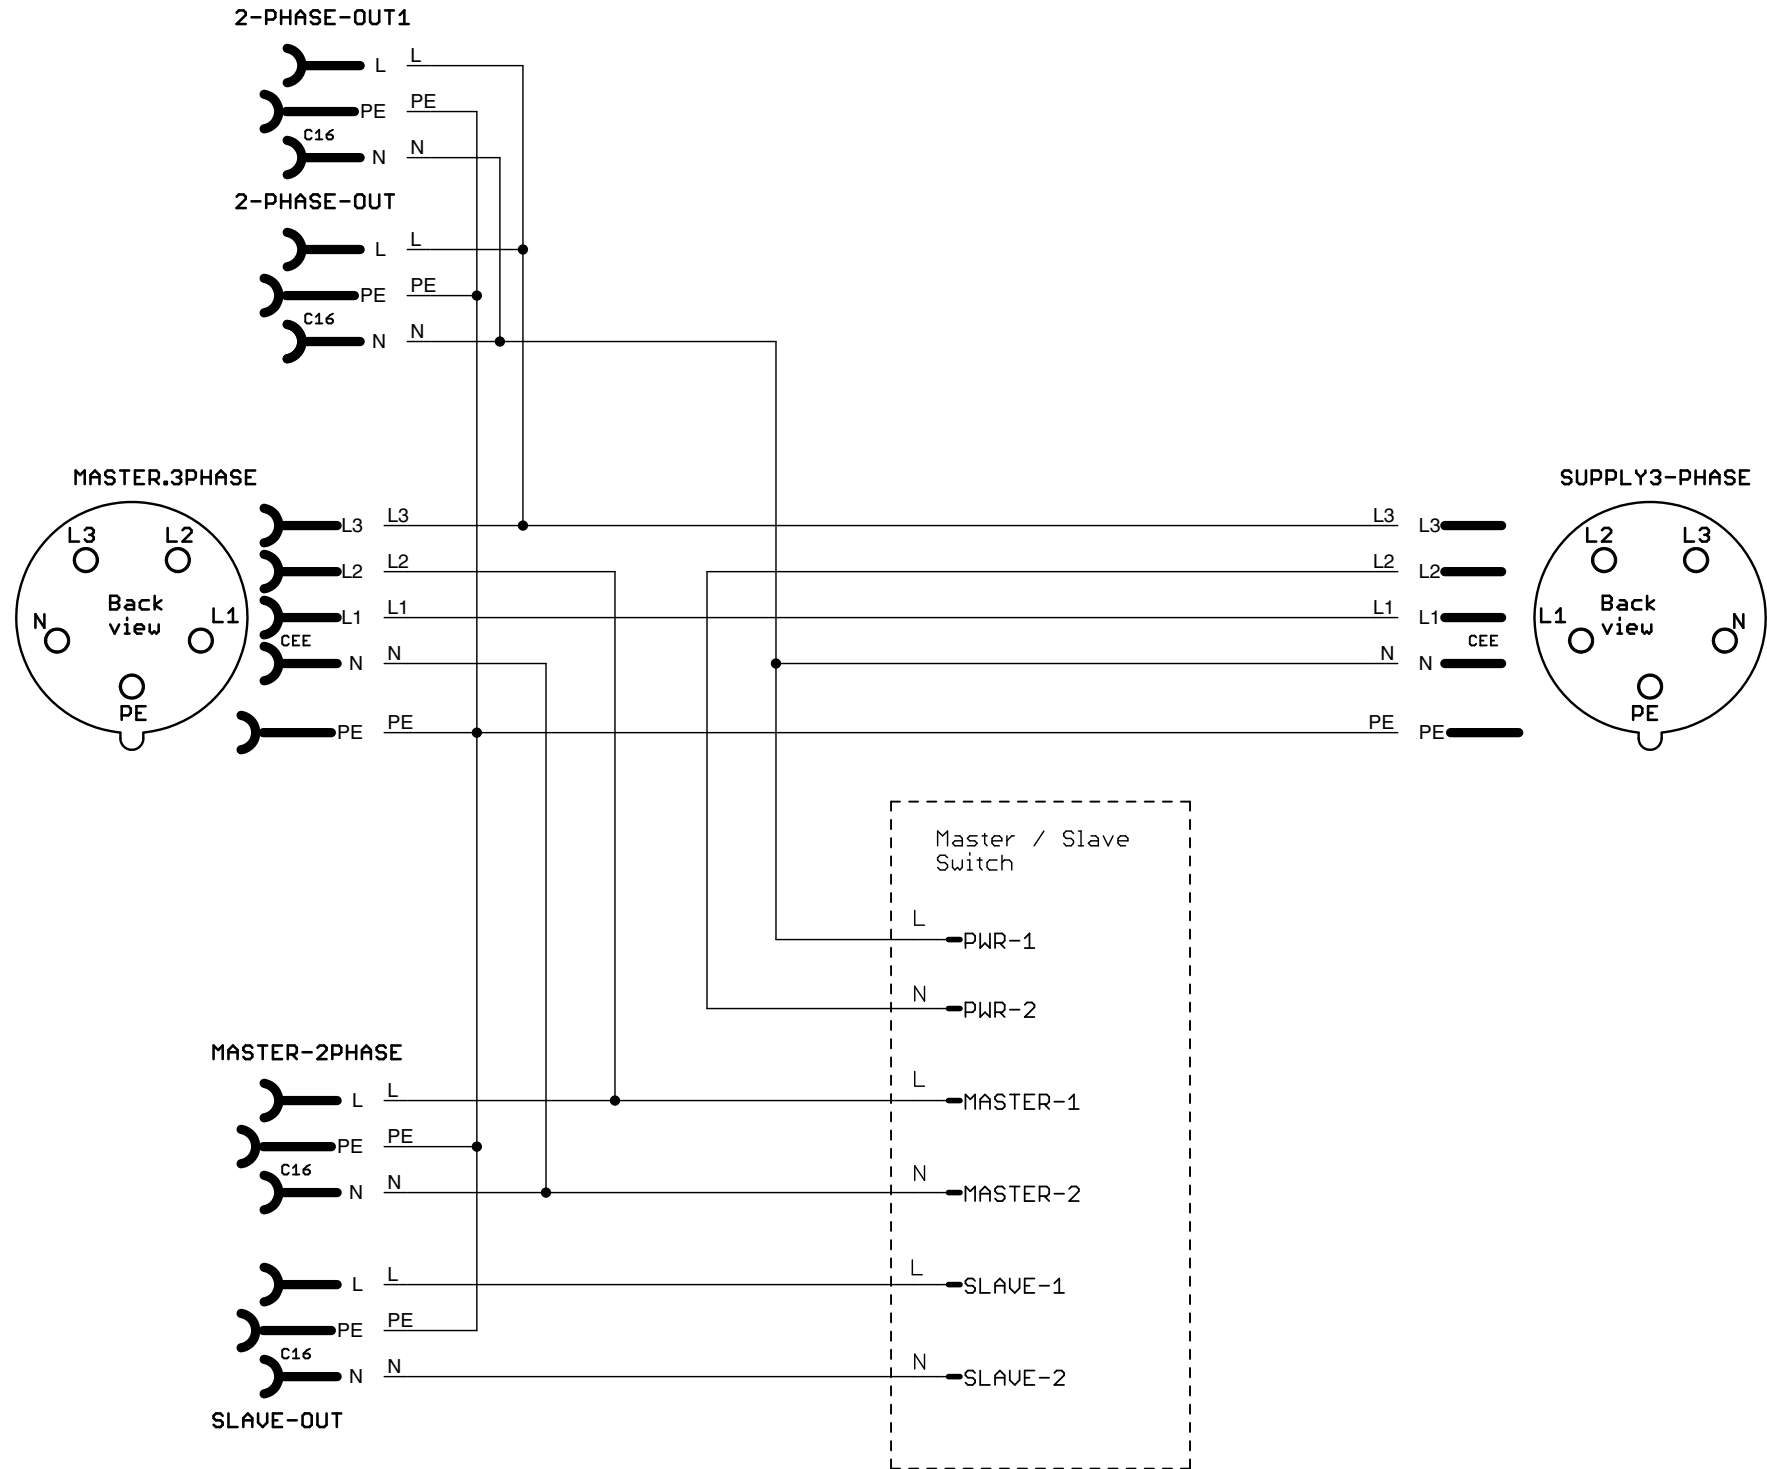 2-PHASE-OUT1
L L
PE PE
C16
N N
2-PHASE-OUT
L L
PE PE
C16
N N
MASTER.3PHASE
L3 L2
N Back L1
view
PE
L3 L3
L2 L2
L1 L1
CEE
N N
PE PE
SUPPLY3-PHASE
L3 L3
L2 L2
L1 L1
CEE
N N
PE PE
L2 L3
L1 Back N
view
PE
Master / Slave
Switch
L
PWR-1
N
PWR-2
L
MASTER-1
N
MASTER-2
L
SLAVE-1
N
SLAVE-2
MASTER-2PHASE
L L
PE PE
C16
N N
L L
PE PE
C16
N N
SLAVE-OUT